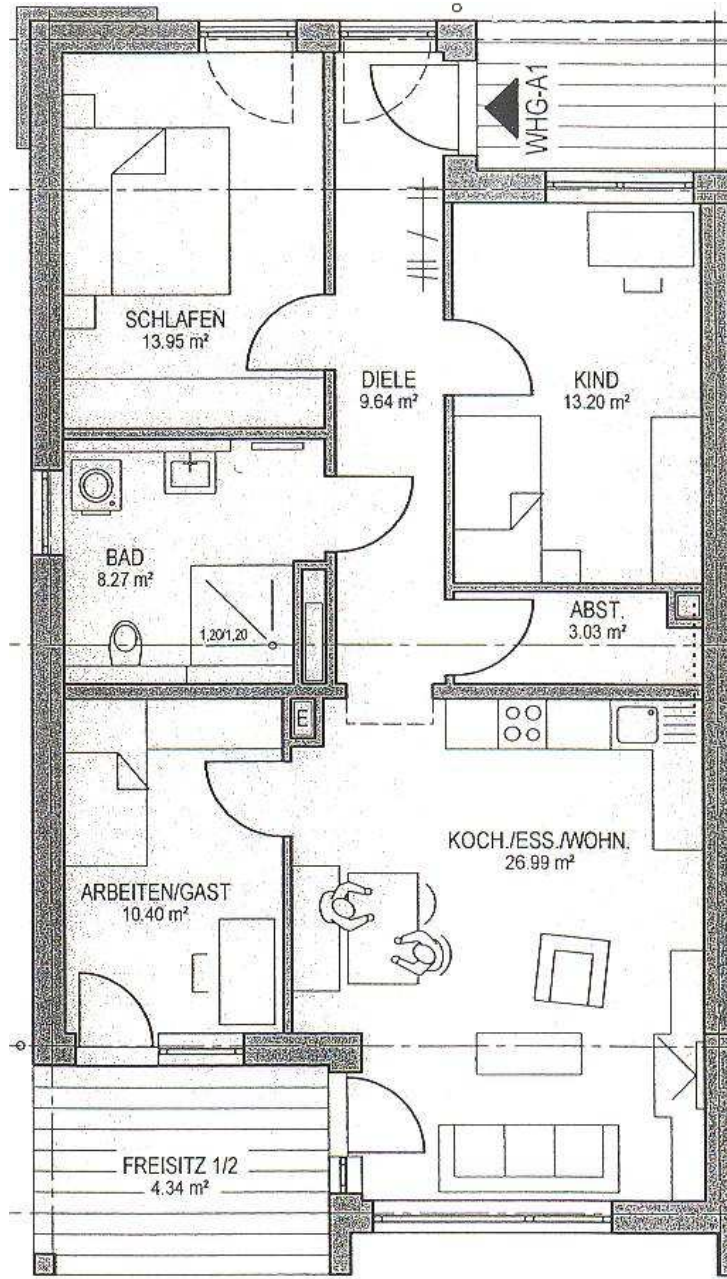 WHG-A1
SCHLAFEN
13.95 m²
DIELE
9.64 m²
KIND
13.20 m²
BAD
8.27 m²
1,20/1,20
ABST.
3.03 m²
E
KOCH./ESS./WOHN.
26.99 m²
ARBEITEN/GAST
10.40 m²
FREISITZ 1/2
4.34 m²